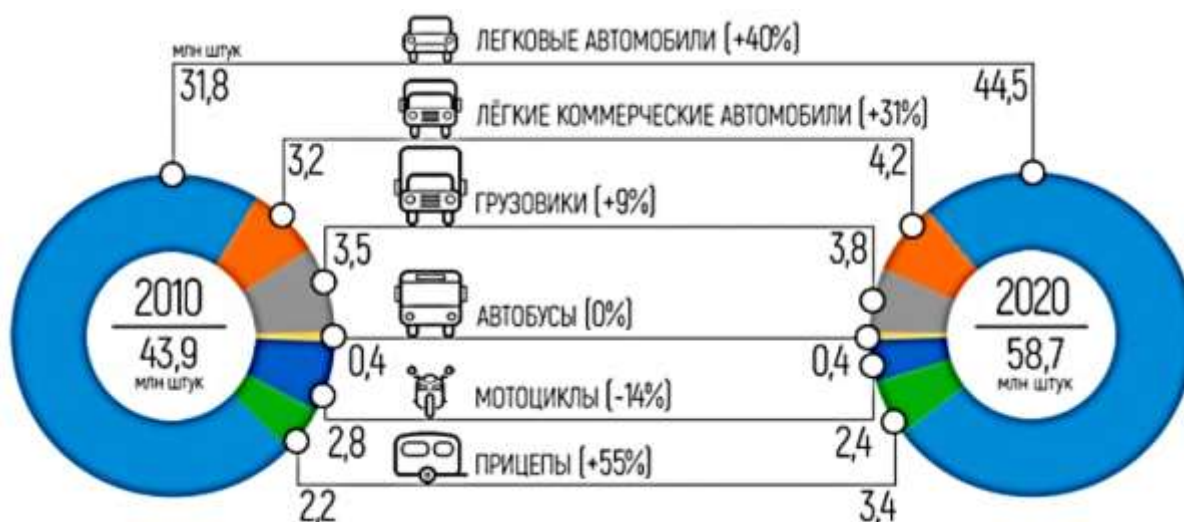 ЛЕГКОВЫЕ АВТОМОБИЛИ (+40%)
млн штук
31,8
44,5
ЛЁГКИЕ КОММЕРЧЕСКИЕ АВТОМОБИЛИ (+31%)
3,2
4,2
ГРУЗОВИКИ (+9%)
3,5
3,8
2010
43,9
млн штук
АВТОБУСЫ (0%)
2020
58,7
млн штук
0,4
0,4
МОТОЦИКЛЫ (-14%)
2,8
2,4
ПРИЦЕПЫ (+55%)
2,2
3,4